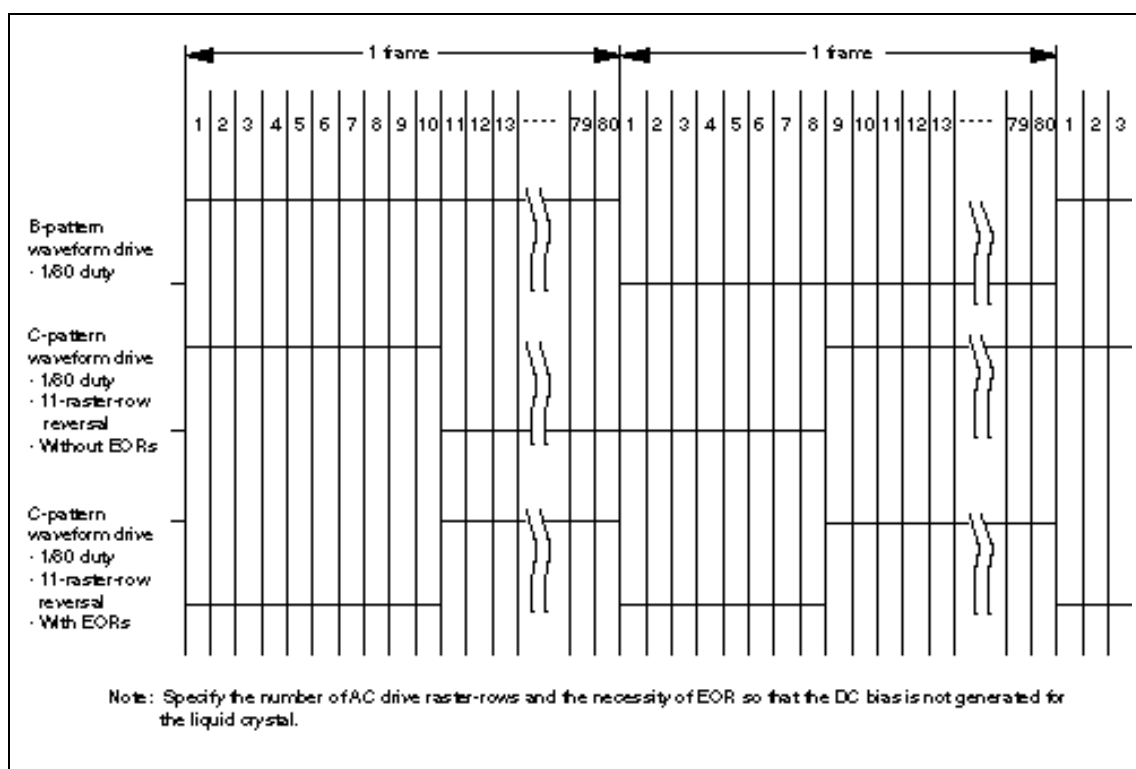 1 frame 1 frame
1 2 3 4 5 6 7 8 9 10 11 12 13 ---- 79 80 1 2 3 4 5 6 7 8 9 10 11 12 13 ---- 79 80 1 2 3
B-pattern
waveform drive
· 1/80 duty
C-pattern
waveform drive
· 1/80 duty
· 11-raster-row
reversal
· Without EORs
C-pattern
waveform drive
· 1/80 duty
· 11-raster-row
reversal
· With EORs
Note: Specify the number of AC drive raster-rows and the necessity of EOR so that the DC bias is not generated for
the liquid crystal.